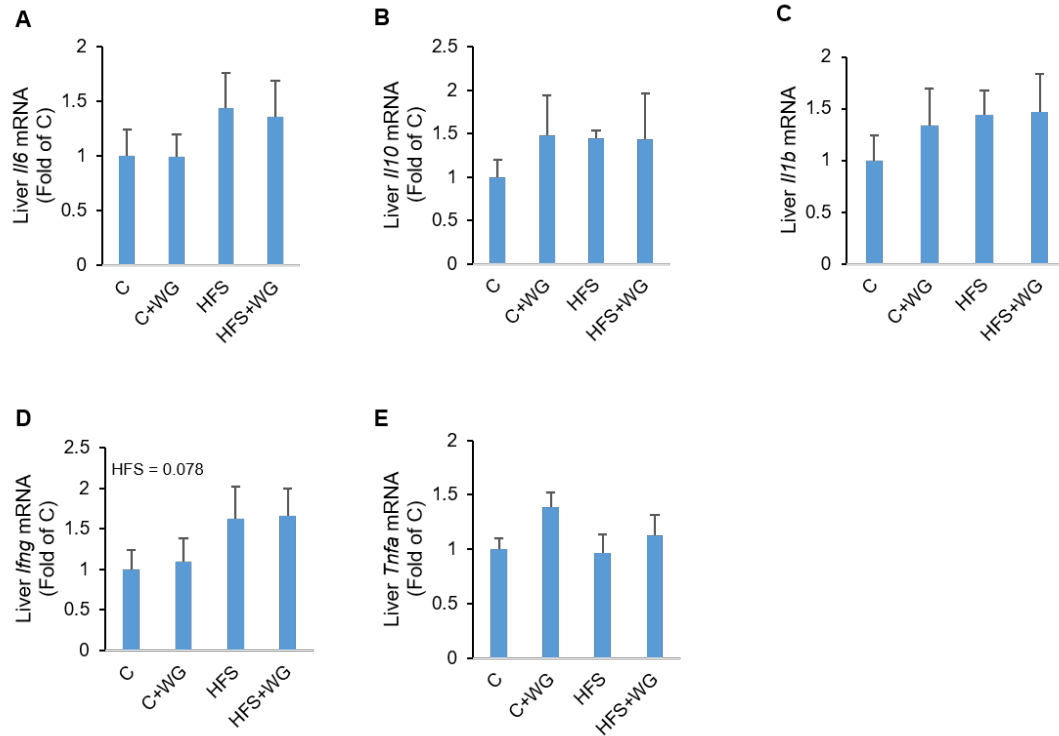 A
Liver Il6 mRNA
(Fold of C)
2
1.5
1
0.5
0
C
C+WG
HFS
HFS+WG
B
Liver Il10 mRNA
(Fold of C)
2.5
2
1.5
1.0
0.5
0
C
C+WG
HFS
HFS+WG
C
Liver Il1b mRNA
2
1.5
1
0.5
0
C
C+WG
HFS
HFS+WG
D
Liver Ifng mRNA
(Fold of C)
2.5
2
1.5
1
0.5
0
HFS = 0.078
C
C+WG
HFS
HFS+WG
E
Liver Tnfa mRNA
(Fold of C)
2
1.5
1
0.5
0
C
C+WG
HFS
HFS+WG